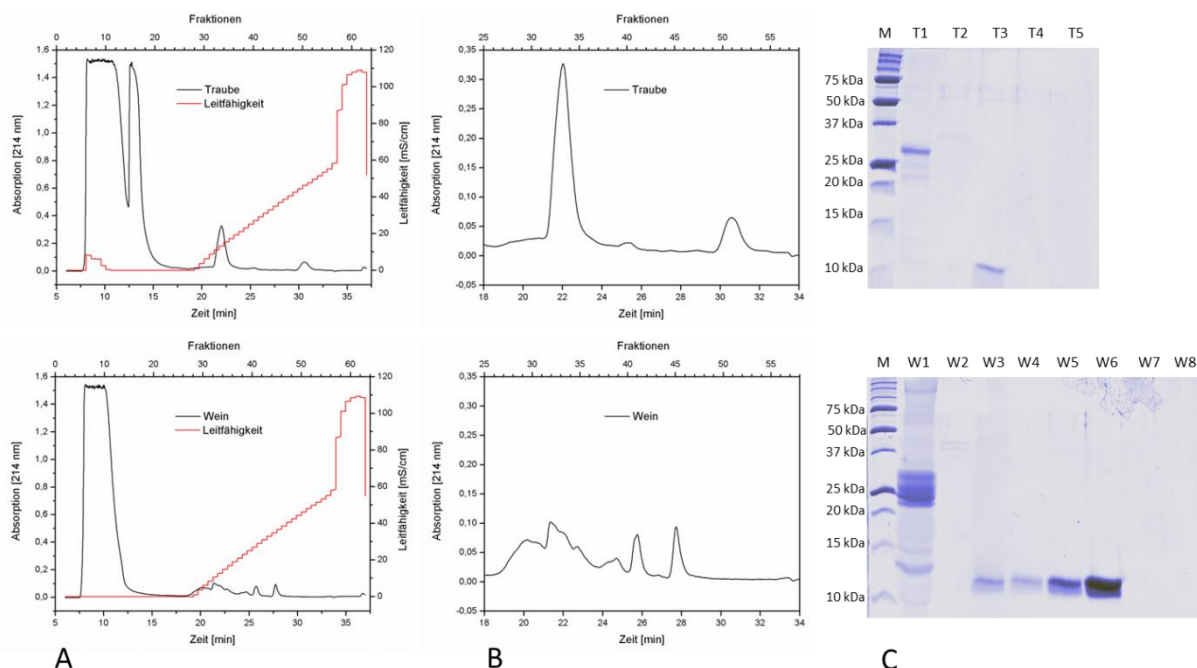 Fraktionen
0 10 20 30 40 50 60
1,6
1,4
1,2
1,0
0,8
0,6
0,4
0,2
0,0
Absorption [214 nm]
Traube
Leitfähigkeit
120
100
80
60
40
20
0
Leitfähigkeit [mS/cm]
5 10 15 20 25 30 35
Zeit [min]
Fraktionen
25 30 35 40 45 50 55
0,35
0,30
0,25
0,20
0,15
0,10
0,05
0,00
-0,05
Absorption [214 nm]
Traube
18 20 22 24 26 28 30 32 34
Zeit [min]
M T1 T2 T3 T4 T5
75 kDa
50 kDa
37 kDa
25 kDa
20 kDa
15 kDa
10 kDa
Fraktionen
0 10 20 30 40 50 60
1,6
1,4
1,2
1,0
0,8
0,6
0,4
0,2
0,0
Absorption [214 nm]
Wein
Leitfähigkeit
120
100
80
60
40
20
0
Leitfähigkeit [mS/cm]
5 10 15 20 25 30 35
Zeit [min]
Fraktionen
25 30 35 40 45 50 55
0,35
0,30
0,25
0,20
0,15
0,10
0,05
0,00
-0,05
Absorption [214 nm]
Wein
18 20 22 24 26 28 30 32 34
Zeit [min]
M W1 W2 W3 W4 W5 W6 W7 W8
75 kDa
50 kDa
37 kDa
25 kDa
20 kDa
15 kDa
10 kDa
A B C